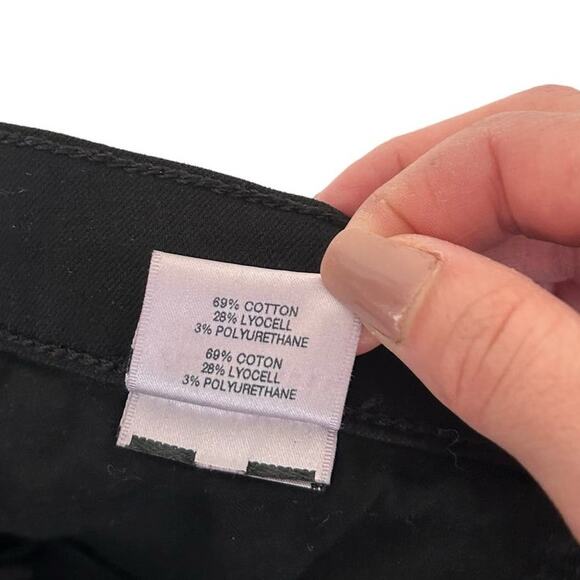 69% COTTON
28% LYOCELL
3% POLYURETHANE
69% COTON
28% LYOCELL
3% POLYURETHANE